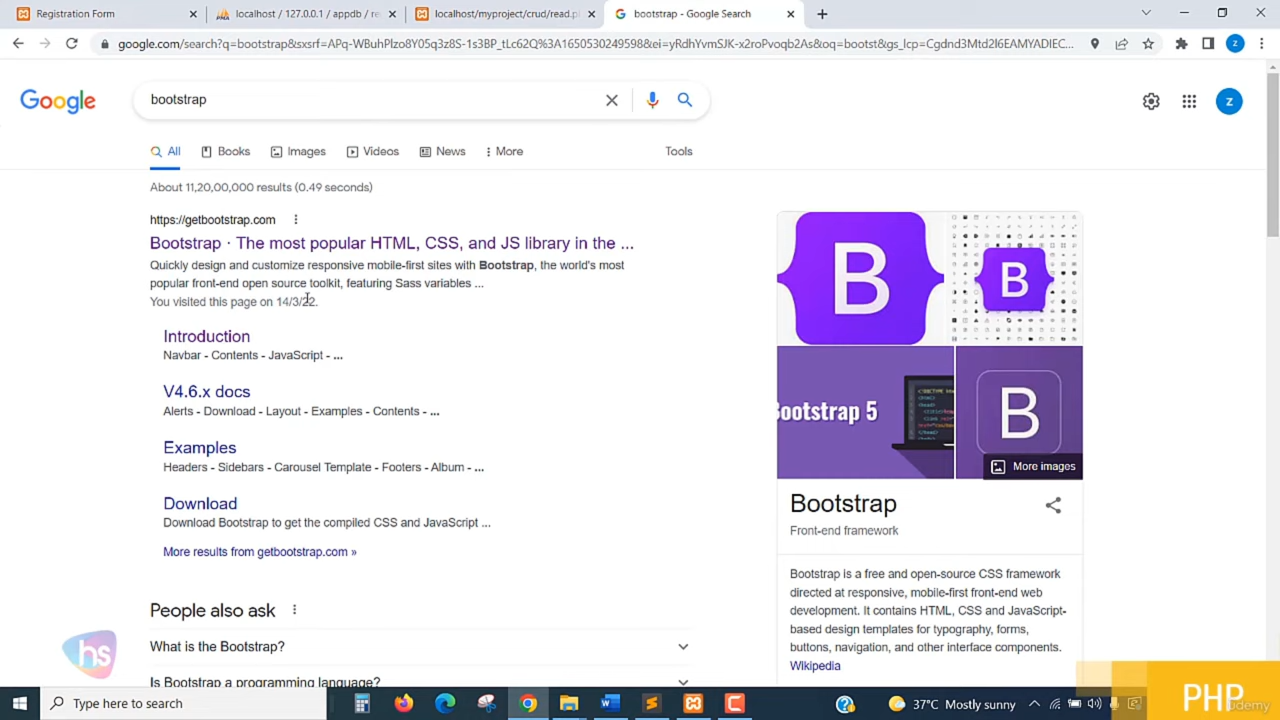 Registration Form
localhost / 127.0.0.1 / appdb / re
localhost/myproject/crud/read.p
bootstrap - Google Search
google.com/search?q=bootstrap&sxsrf=APq-WBuhPlzo8Y05q3z8S-1s3BP_tLc62Q%3A1650530249598&ei=yRdhYvmSJK-x2roPvoqb2As&oq=bootst&gs_lcp=Cgdnd3Mtd2l6EAMYADIEC...
Z
Google
bootstrap
Z
All
Books
Images
Videos
News
More
Tools
About 11,20,00,000 results (0.49 seconds)
https://getbootstrap.com
Bootstrap · The most popular HTML, CSS, and JS library in the ...
Quickly design and customize responsive mobile-first sites with Bootstrap, the world's most
popular front-end open source toolkit, featuring Sass variables ...
You visited this page on 14/3/22.
Introduction
Navbar - Contents - JavaScript - ...
V4.6.x docs
Alerts - Download - Layout - Examples - Contents - ...
Examples
Headers - Sidebars - Carousel Template - Footers - Album - ...
Download
Download Bootstrap to get the compiled CSS and JavaScript ...
More results from getbootstrap.com »
People also ask
What is the Bootstrap?
Is Bootstrap a programming language?
B
B
Bootstrap 5
B
More images
Bootstrap
Front-end framework
Bootstrap is a free and open-source CSS framework
directed at responsive, mobile-first front-end web
development. It contains HTML, CSS and JavaScript-
based design templates for typography, forms,
buttons, navigation, and other interface components.
Wikipedia
hs
Type here to search
37°C Mostly sunny
PHP
Udemy